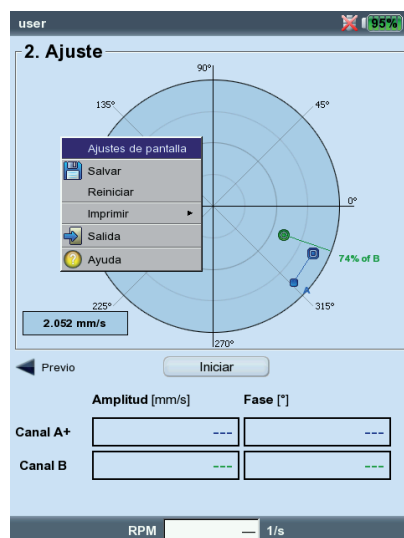 user
95%
2. Ajuste
90°
135°
45°
Ajustes de pantalla
Salvar
Reiniciar
Imprimir
Salida
Ayuda
0°
74% of B
A
225°
315°
2.052 mm/s
270°
Previo
Iniciar
Amplitud [mm/s]
Fase [°]
Canal A+
---
---
Canal B
---
---
RPM
—
1/s